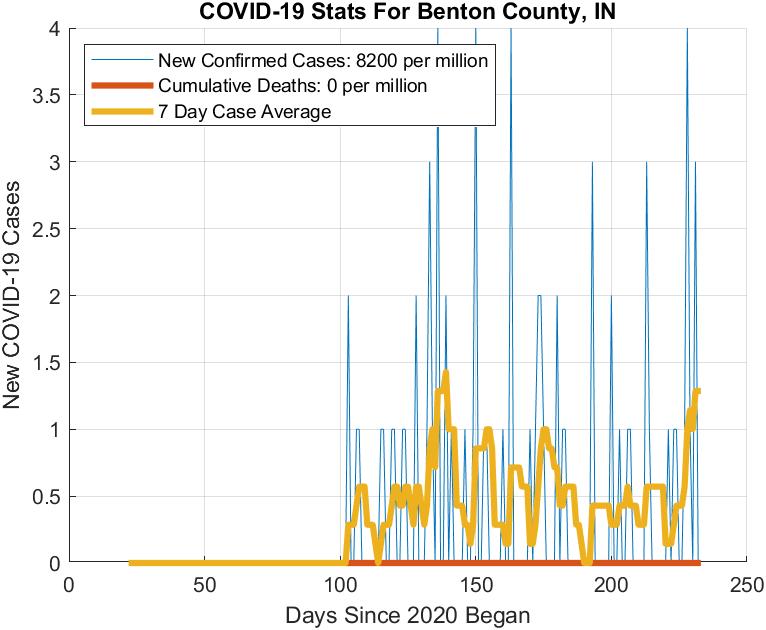 COVID-19 Stats For Benton County, IN
New Confirmed Cases: 8200 per million
Cumulative Deaths: 0 per million
7 Day Case Average
New COVID-19 Cases
4
3.5
3
2.5
2
1.5
1
0.5
0
0 50 100 150 200 250
Days Since 2020 Began